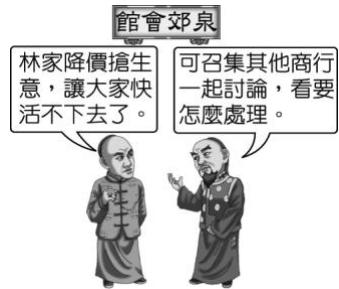 館會郊泉
林家降價搶生
意，讓大家快
活不下去了。
可召集其他商行
一起討論，看要
怎麼處理。